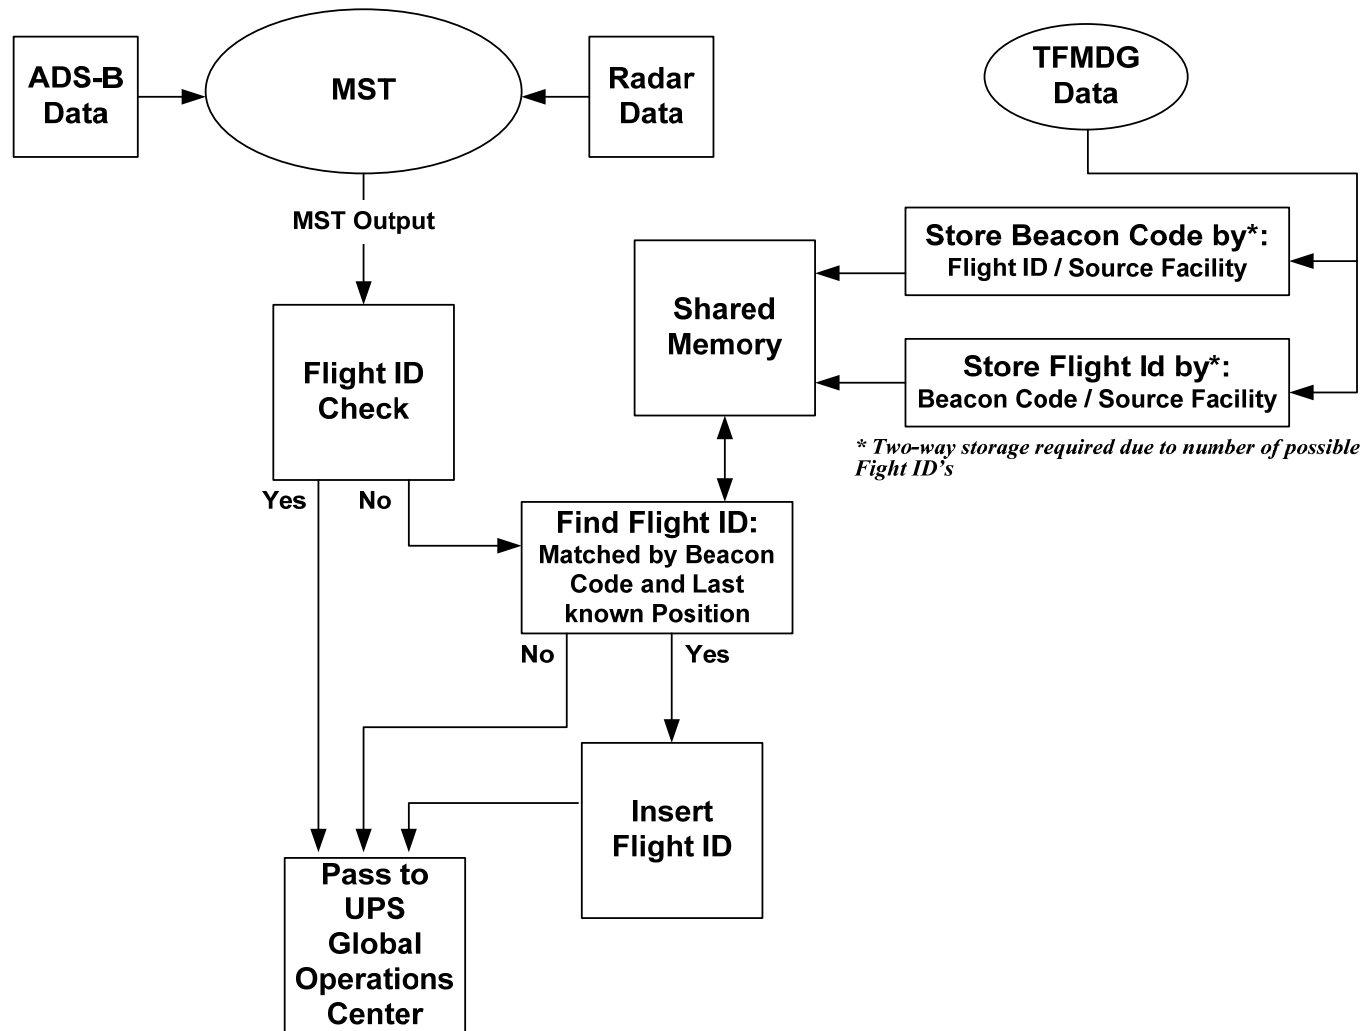 ADS-B
Data
MST
Radar
Data
TFMDG
Data
MST Output
Store Beacon Code by*:
Flight ID / Source Facility
Shared
Memory
Store Flight Id by*:
Beacon Code / Source Facility
* Two-way storage required due to number of possible
Fight ID's
Flight ID
Check
Yes
No
Find Flight ID:
Matched by Beacon
Code and Last
known Position
No
Yes
Insert
Flight ID
Pass to
UPS
Global
Operations
Center